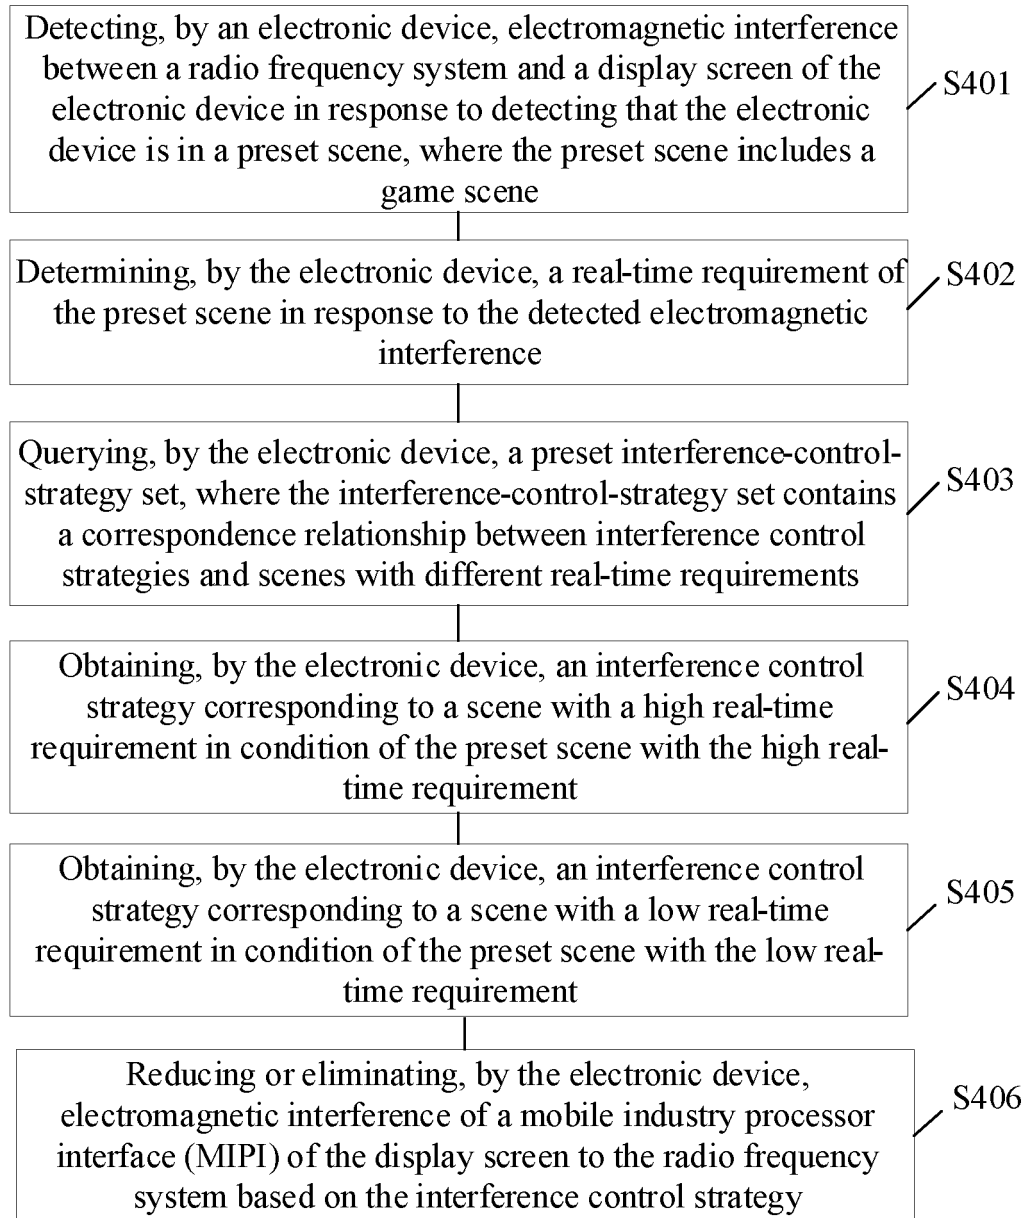 Detecting, by an electronic device, electromagnetic interference
between a radio frequency system and a display screen of the
electronic device in response to detecting that the electronic
device is in a preset scene, where the preset scene includes a
game scene
S401
Determining, by the electronic device, a real-time requirement of
the preset scene in response to the detected electromagnetic
interference
S402
Querying, by the electronic device, a preset interference-control-
strategy set, where the interference-control-strategy set contains
a correspondence relationship between interference control
strategies and scenes with different real-time requirements
S403
Obtaining, by the electronic device, an interference control
strategy corresponding to a scene with a high real-time
requirement in condition of the preset scene with the high real-
time requirement
S404
Obtaining, by the electronic device, an interference control
strategy corresponding to a scene with a low real-time
requirement in condition of the preset scene with the low real-
time requirement
S405
Reducing or eliminating, by the electronic device,
electromagnetic interference of a mobile industry processor
interface (MIPI) of the display screen to the radio frequency
system based on the interference control strategy
S406